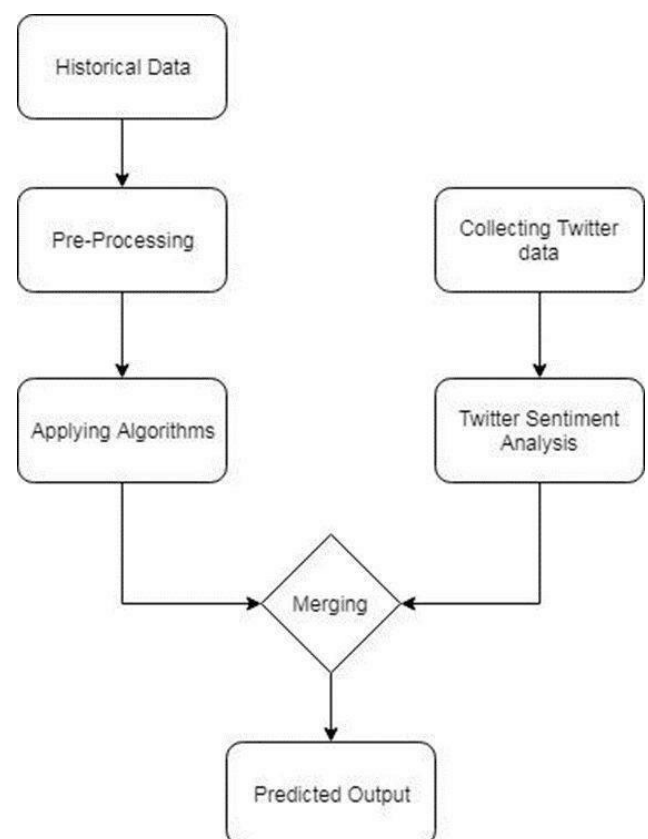 Historical Data
Pre-Processing
Collecting Twitter
data
Applying Algorithms
Twitter Sentiment
Analysis
Merging
Predicted Output